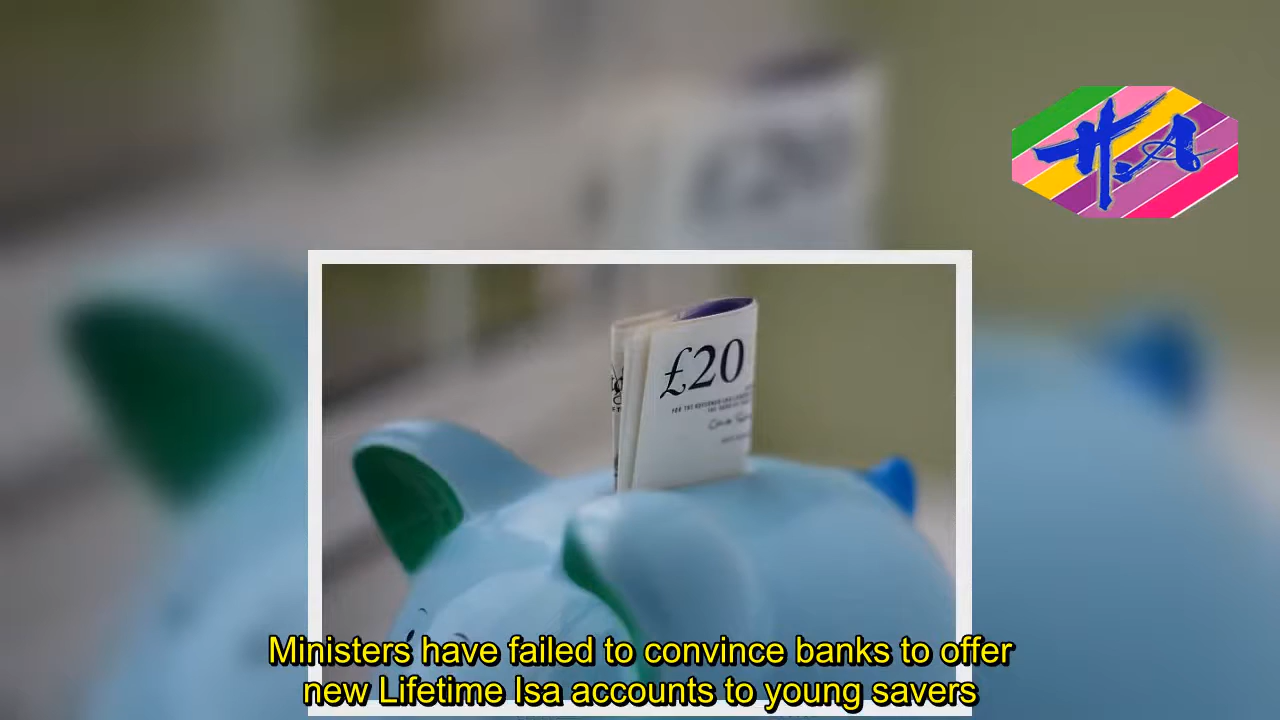 H.A
£20
Ministers have failed to convince banks to offer
new Lifetime Isa accounts to young savers